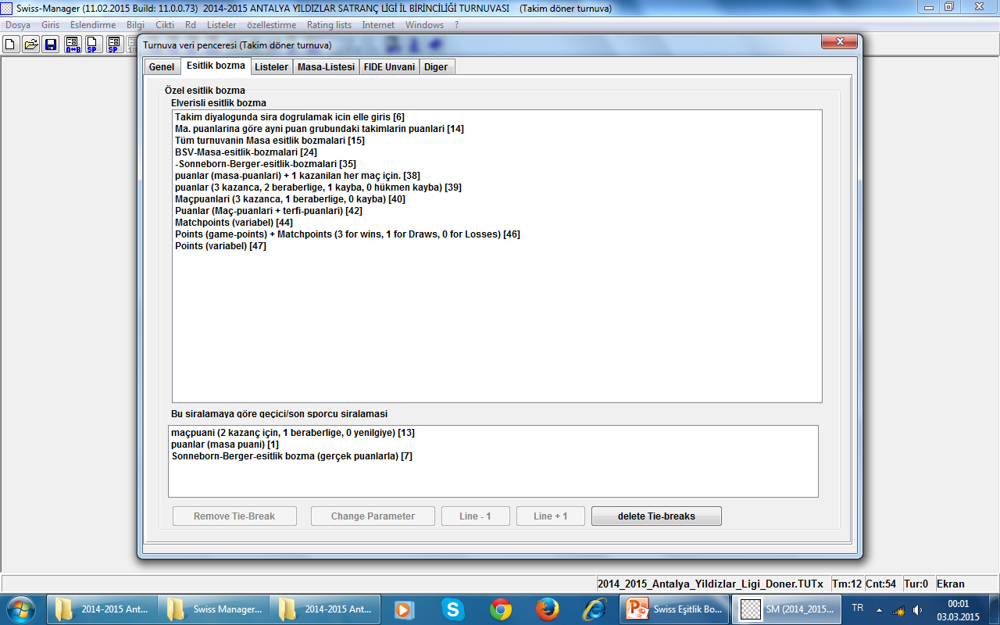 Swiss-Manager (11.02.2015 Build: 11.0.0.73)  2014-2015 ANTALYA YILDIZLAR SATRANÇ LİGİ İL BİRİNCİLİĞİ TURNUVASI    (Takim döner turnuva)
Dosya Giris Eslendirme Bilgi Cikti Rd Listeler özellestirme Rating lists Internet Windows ?
A↔B SP SP
Turnuva veri penceresi (Takim döner turnuva)
Genel Esitlik bozma Listeler Masa-Listesi FIDE Unvani Diger
Özel esitlik bozma
Elverisli esitlik bozma
Takim diyalogunda sira dogrulamak icin elle giris [6]
Ma. puanlarina göre ayni puan grubundaki takimlarin puanlari [14]
Tüm turnuvanin Masa esitlik bozmalari [15]
BSV-Masa-esitlik-bozmalari [24]
-Sonneborn-Berger-esitlik-bozmalari [35]
puanlar (masa-puanlari) + 1 kazanilan her maç için. [38]
puanlar (3 kazanca, 2 beraberlige, 1 kayba, 0 hükmen kayba) [39]
Maçpuanlari (3 kazanca, 1 beraberlige, 0 kayba) [40]
Puanlar (Maç-puanlari + terfi-puanlari) [42]
Matchpoints (variabel) [44]
Points (game-points) + Matchpoints (3 for wins, 1 for Draws, 0 for Losses) [46]
Points (variabel) [47]
Bu siralamaya göre geçici/son sporcu siralamasi
maçpuani (2 kazanç için, 1 beraberlige, 0 yenilgiye) [13]
puanlar (masa puani) [1]
Sonneborn-Berger-esitlik bozma (gerçek puanlarla) [7]
Remove Tie-Break Change Parameter Line - 1 Line + 1 delete Tie-breaks
2014_2015_Antalya_Yildizlar_Ligi_Doner.TUTx Tm:12 Cnt:54 Tur:0 Ekran
2014-2015 Ant... Swiss Manager... 2014-2015 Ant... Swiss Eşitlik Bo... SM (2014_2015... TR 00:01
03.03.2015